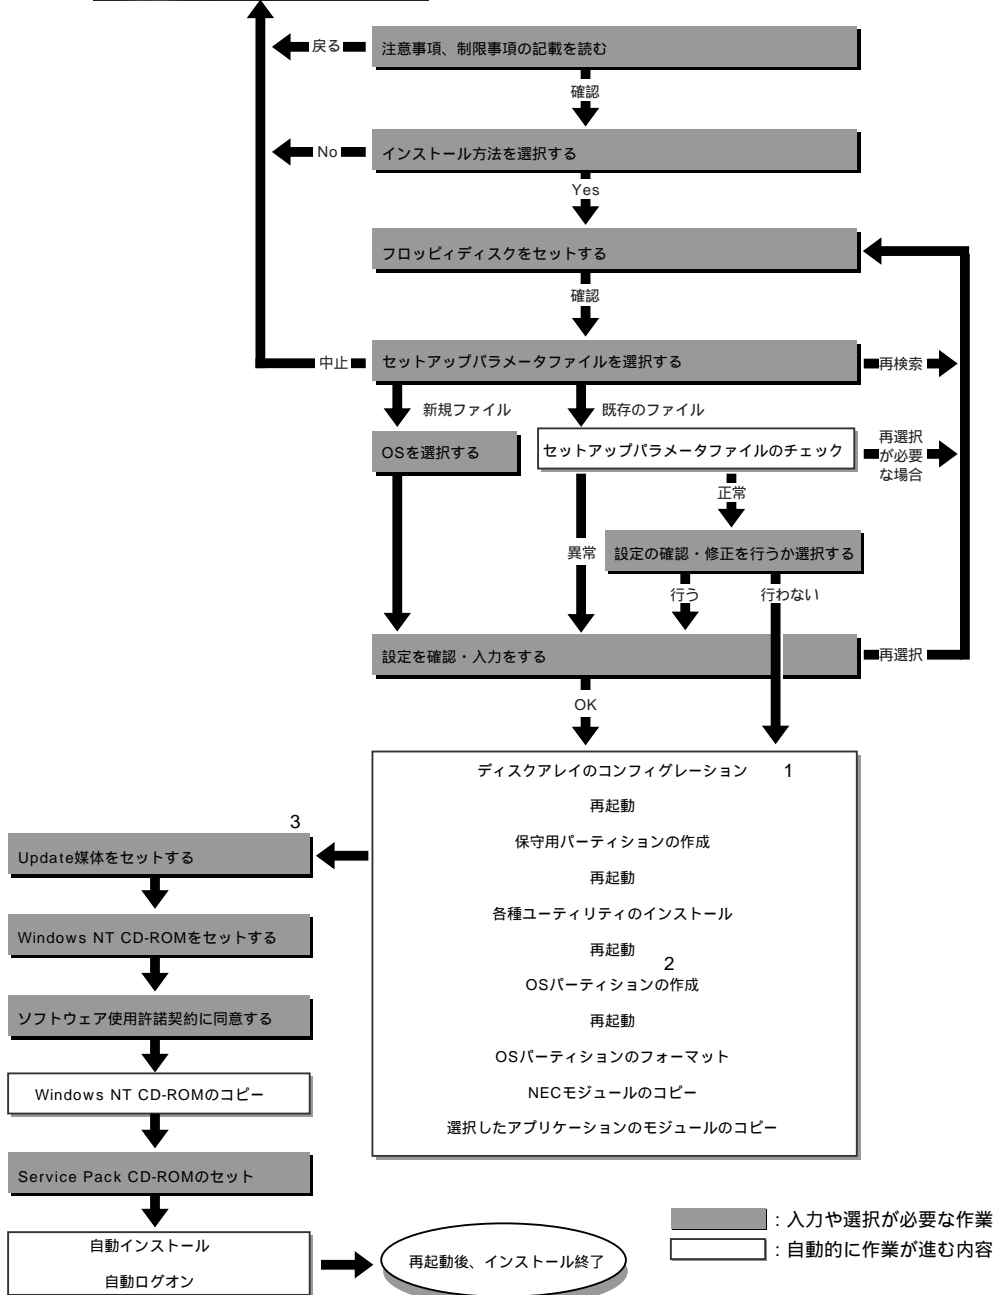 戻る
注意事項、制限事項の記載を読む
確認
No
インストール方法を選択する
Yes
フロッピィディスクをセットする
確認
中止
セットアップパラメータファイルを選択する
再検索
新規ファイル
既存のファイル
OSを選択する
セットアップパラメータファイルのチェック
再選択
が必要
な場合
正常
異常
設定の確認・修正を行うか選択する
行う
行わない
設定を確認・入力をする
再選択
OK
ディスクアレイのコンフィグレーション 1
再起動
保守用パーティションの作成
再起動
各種ユーティリティのインストール
再起動
2
OSパーティションの作成
再起動
OSパーティションのフォーマット
NECモジュールのコピー
選択したアプリケーションのモジュールのコピー
3
Update媒体をセットする
Windows NT CD-ROMをセットする
ソフトウェア使用許諾契約に同意する
Windows NT CD-ROMのコピー
Service Pack CD-ROMのセット
自動インストール
自動ログオン
再起動後、インストール終了
：入力や選択が必要な作業
：自動的に作業が進む内容